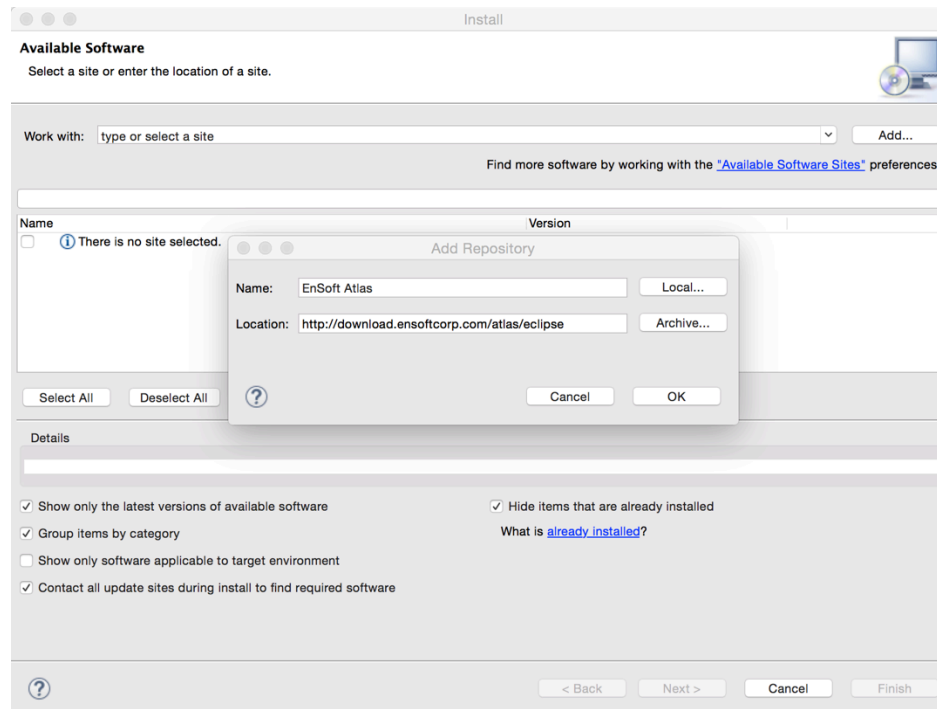 Install
Available Software
Select a site or enter the location of a site.
Work with: type or select a site Add...
Find more software by working with the "Available Software Sites" preferences
Name Version
There is no site selected.
Add Repository
Name: EnSoft Atlas Local...
Location: http://download.ensoftcorp.com/atlas/eclipse Archive...
? Cancel OK
Select All Deselect All
Details
Show only the latest versions of available software Hide items that are already installed
Group items by category What is already installed?
Show only software applicable to target environment
Contact all update sites during install to find required software
? < Back Next > Cancel Finish